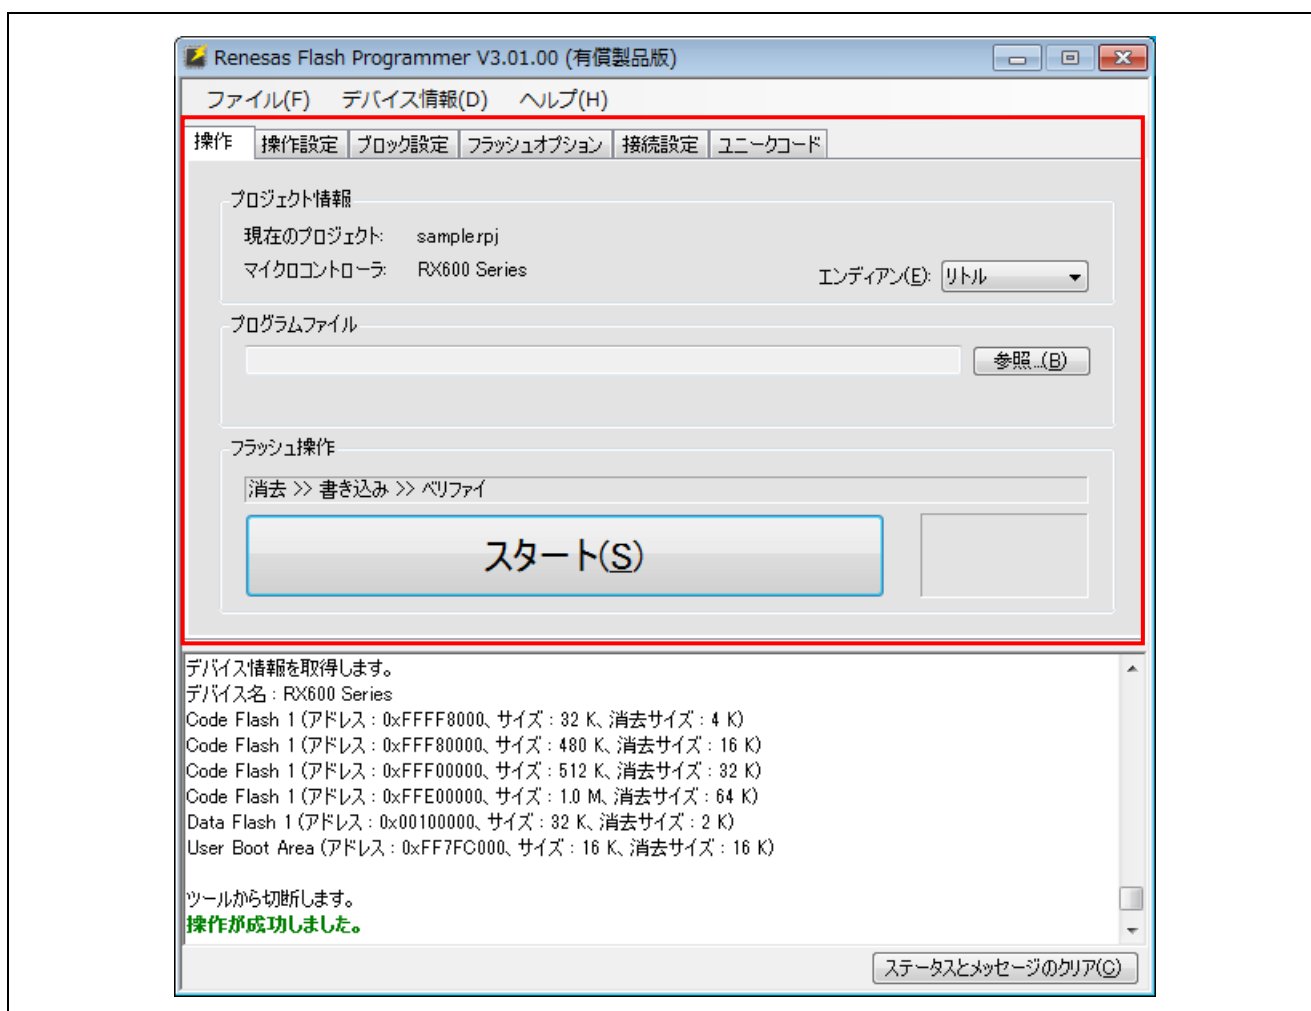 Renesas Flash Programmer V3.01.00 (有償製品版)
ファイル(F) デバイス情報(D) ヘルプ(H)
操作 操作設定 ブロック設定 フラッシュオプション 接続設定 ユニークコード
プロジェクト情報
現在のプロジェクト: sample.rpj
マイクロコントローラ: RX600 Series
エンディアン(E): リトル
プログラムファイル
参照...(B)
フラッシュ操作
消去 >> 書き込み >> ベリファイ
スタート(S)
デバイス情報を取得します。
デバイス名 : RX600 Series
Code Flash 1 (アドレス : 0xFFFF8000、サイズ : 32 K、消去サイズ : 4 K)
Code Flash 1 (アドレス : 0xFFF80000、サイズ : 480 K、消去サイズ : 16 K)
Code Flash 1 (アドレス : 0xFFF00000、サイズ : 512 K、消去サイズ : 32 K)
Code Flash 1 (アドレス : 0xFFE00000、サイズ : 1.0 M、消去サイズ : 64 K)
Data Flash 1 (アドレス : 0x00100000、サイズ : 32 K、消去サイズ : 2 K)
User Boot Area (アドレス : 0xFF7FC000、サイズ : 16 K、消去サイズ : 16 K)
ツールから切断します。
操作が成功しました。
ステータスとメッセージのクリア(C)